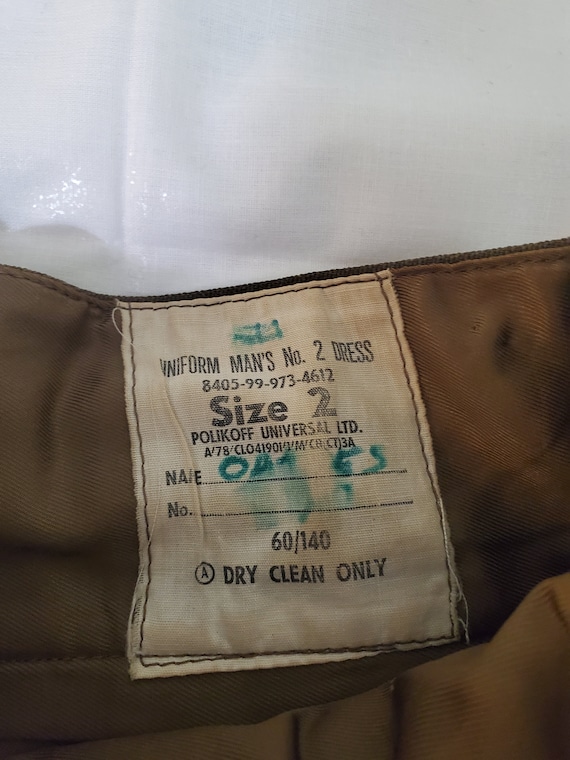 UNIFORM MAN'S No. 2 DRESS
8405-99-973-4612
Size 2
POLIKOFF UNIVERSAL LTD.
NAME
No.
60/140
A DRY CLEAN ONLY